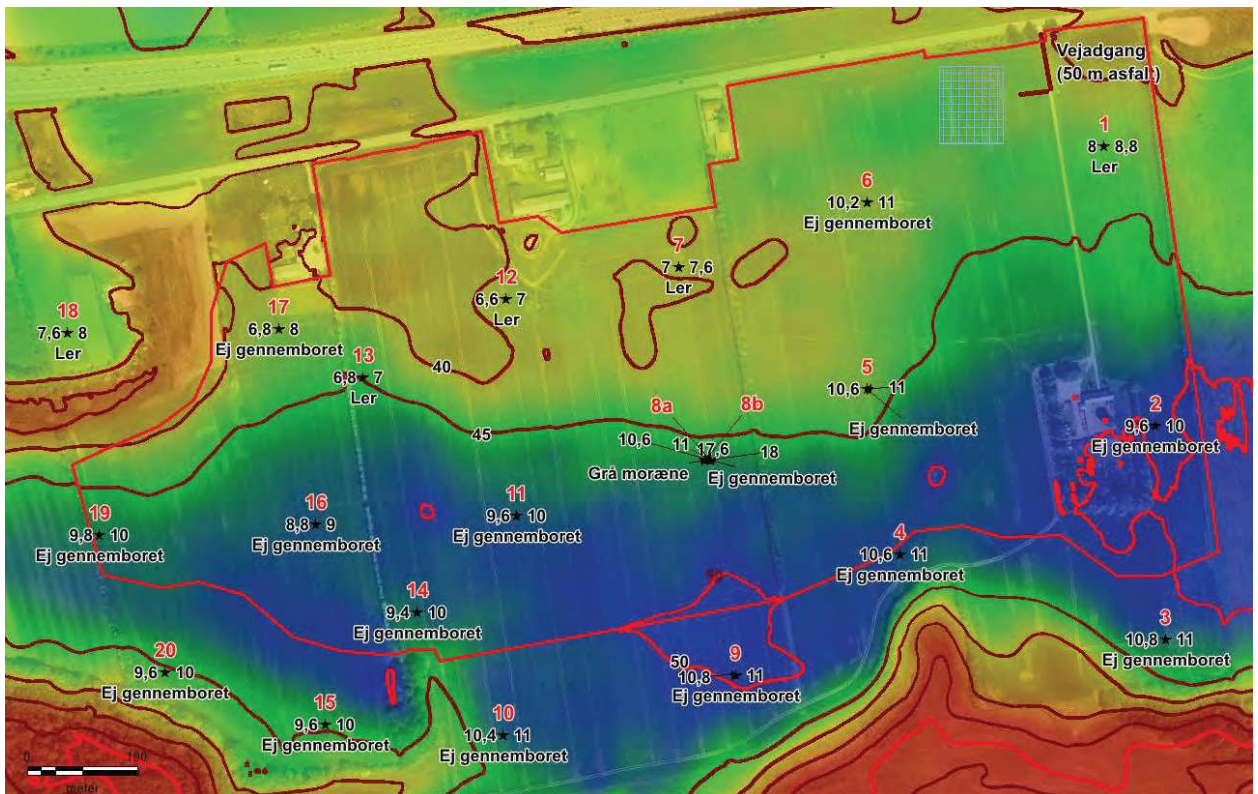 Vejadgang
(50 m asfalt)
1
8 8,8
Ler
6
10,2 11
Ej gennemboret
7
7 7,6
Ler
12
6,6 7
Ler
18
7,6 8
Ler
17
6,8 8
Ej gennemboret
13
6,8 7
Ler
40
5
10,6 11
Ej gennemboret
8a
8b
45
10,6
11
17,6
18
Grå moræne
Ej gennemboret
2
9,6 10
Ej gennemboret
19
9,8 10
Ej gennemboret
16
8,8 9
Ej gennemboret
11
9,6 10
Ej gennemboret
4
10,6 11
Ej gennemboret
14
9,4 10
Ej gennemboret
3
10,8 11
Ej gennemboret
20
9,6 10
Ej gennemboret
50
9
10,8 11
Ej gennemboret
15
9,6 10
Ej gennemboret
10
10,4 11
Ej gennemboret
0
100
meter